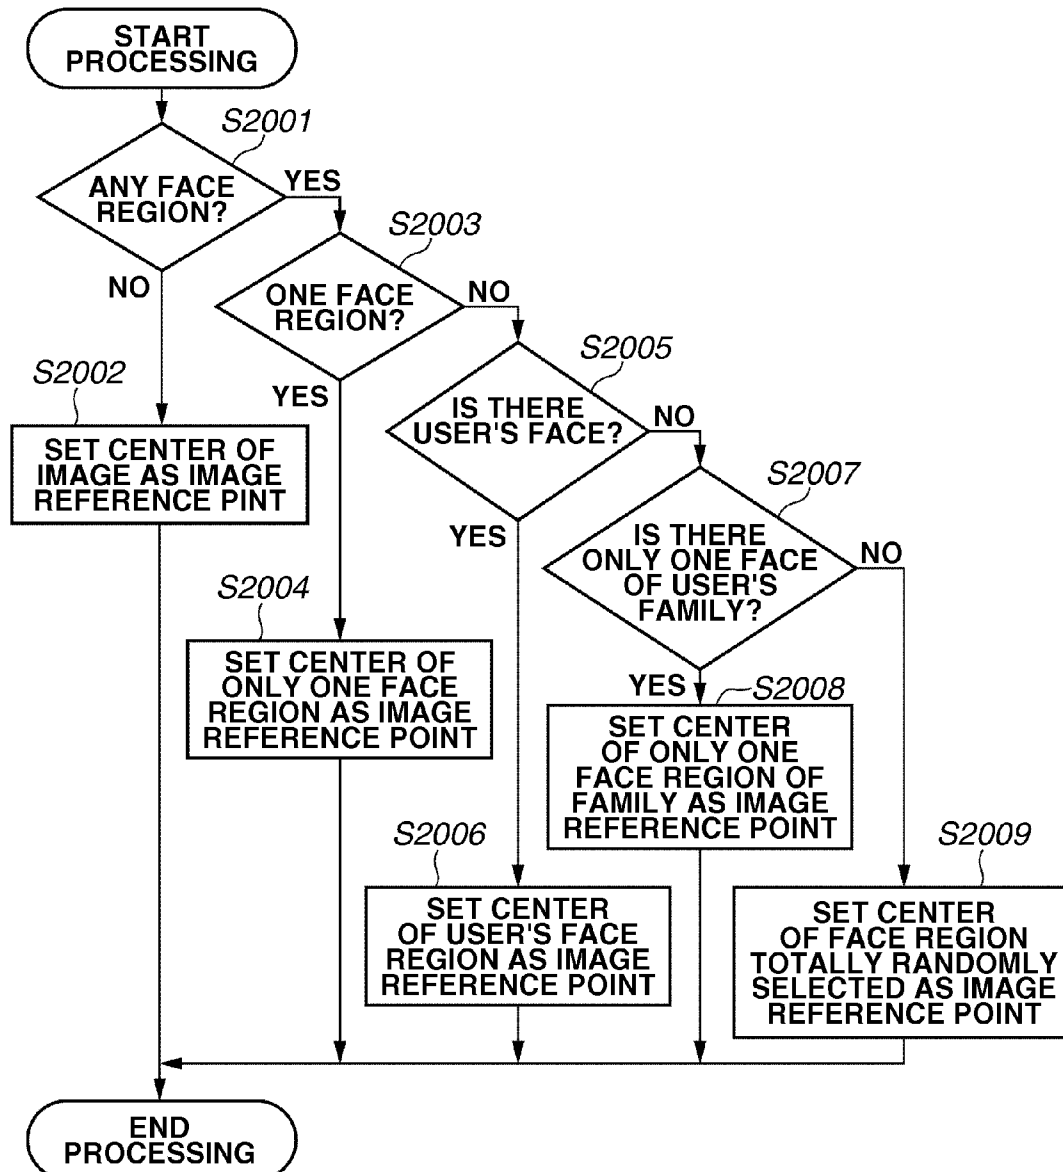 START
PROCESSING
S2001
ANY FACE
REGION?
YES
NO
S2003
ONE FACE
REGION?
NO
YES
S2002
SET CENTER OF
IMAGE AS IMAGE
REFERENCE PINT
S2005
IS THERE
USER'S FACE?
NO
YES
S2007
IS THERE
ONLY ONE FACE
OF USER'S
FAMILY?
NO
YES
S2004
SET CENTER OF
ONLY ONE FACE
REGION AS IMAGE
REFERENCE POINT
S2008
SET CENTER
OF ONLY ONE
FACE REGION OF
FAMILY AS IMAGE
REFERENCE POINT
S2006
SET CENTER
OF USER'S FACE
REGION AS IMAGE
REFERENCE POINT
S2009
SET CENTER
OF FACE REGION
TOTALLY RANDOMLY
SELECTED AS IMAGE
REFERENCE POINT
END
PROCESSING